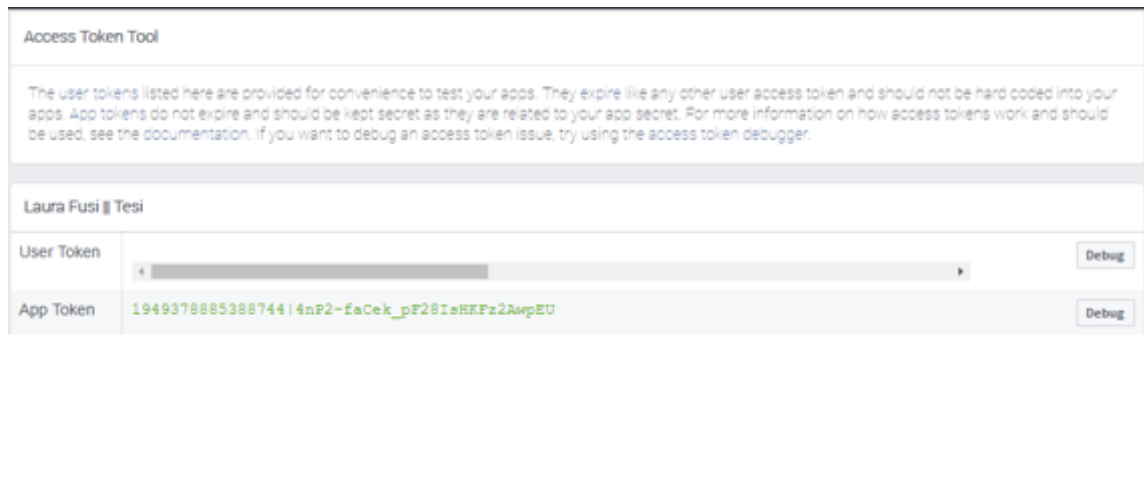 Access Token Tool
The user tokens listed here are provided for convenience to test your apps. They expire like any other user access token and should not be hard coded into your
apps. App tokens do not expire and should be kept secret as they are related to your app secret. For more information on how access tokens work and should
be used, see the documentation. If you want to debug an access token issue, try using the access token debugger.
Laura Fusi || Tesi
User Token
Debug
App Token 1949378885388744|4nP2-faCek_pF28IsHKFz2AwpEU Debug